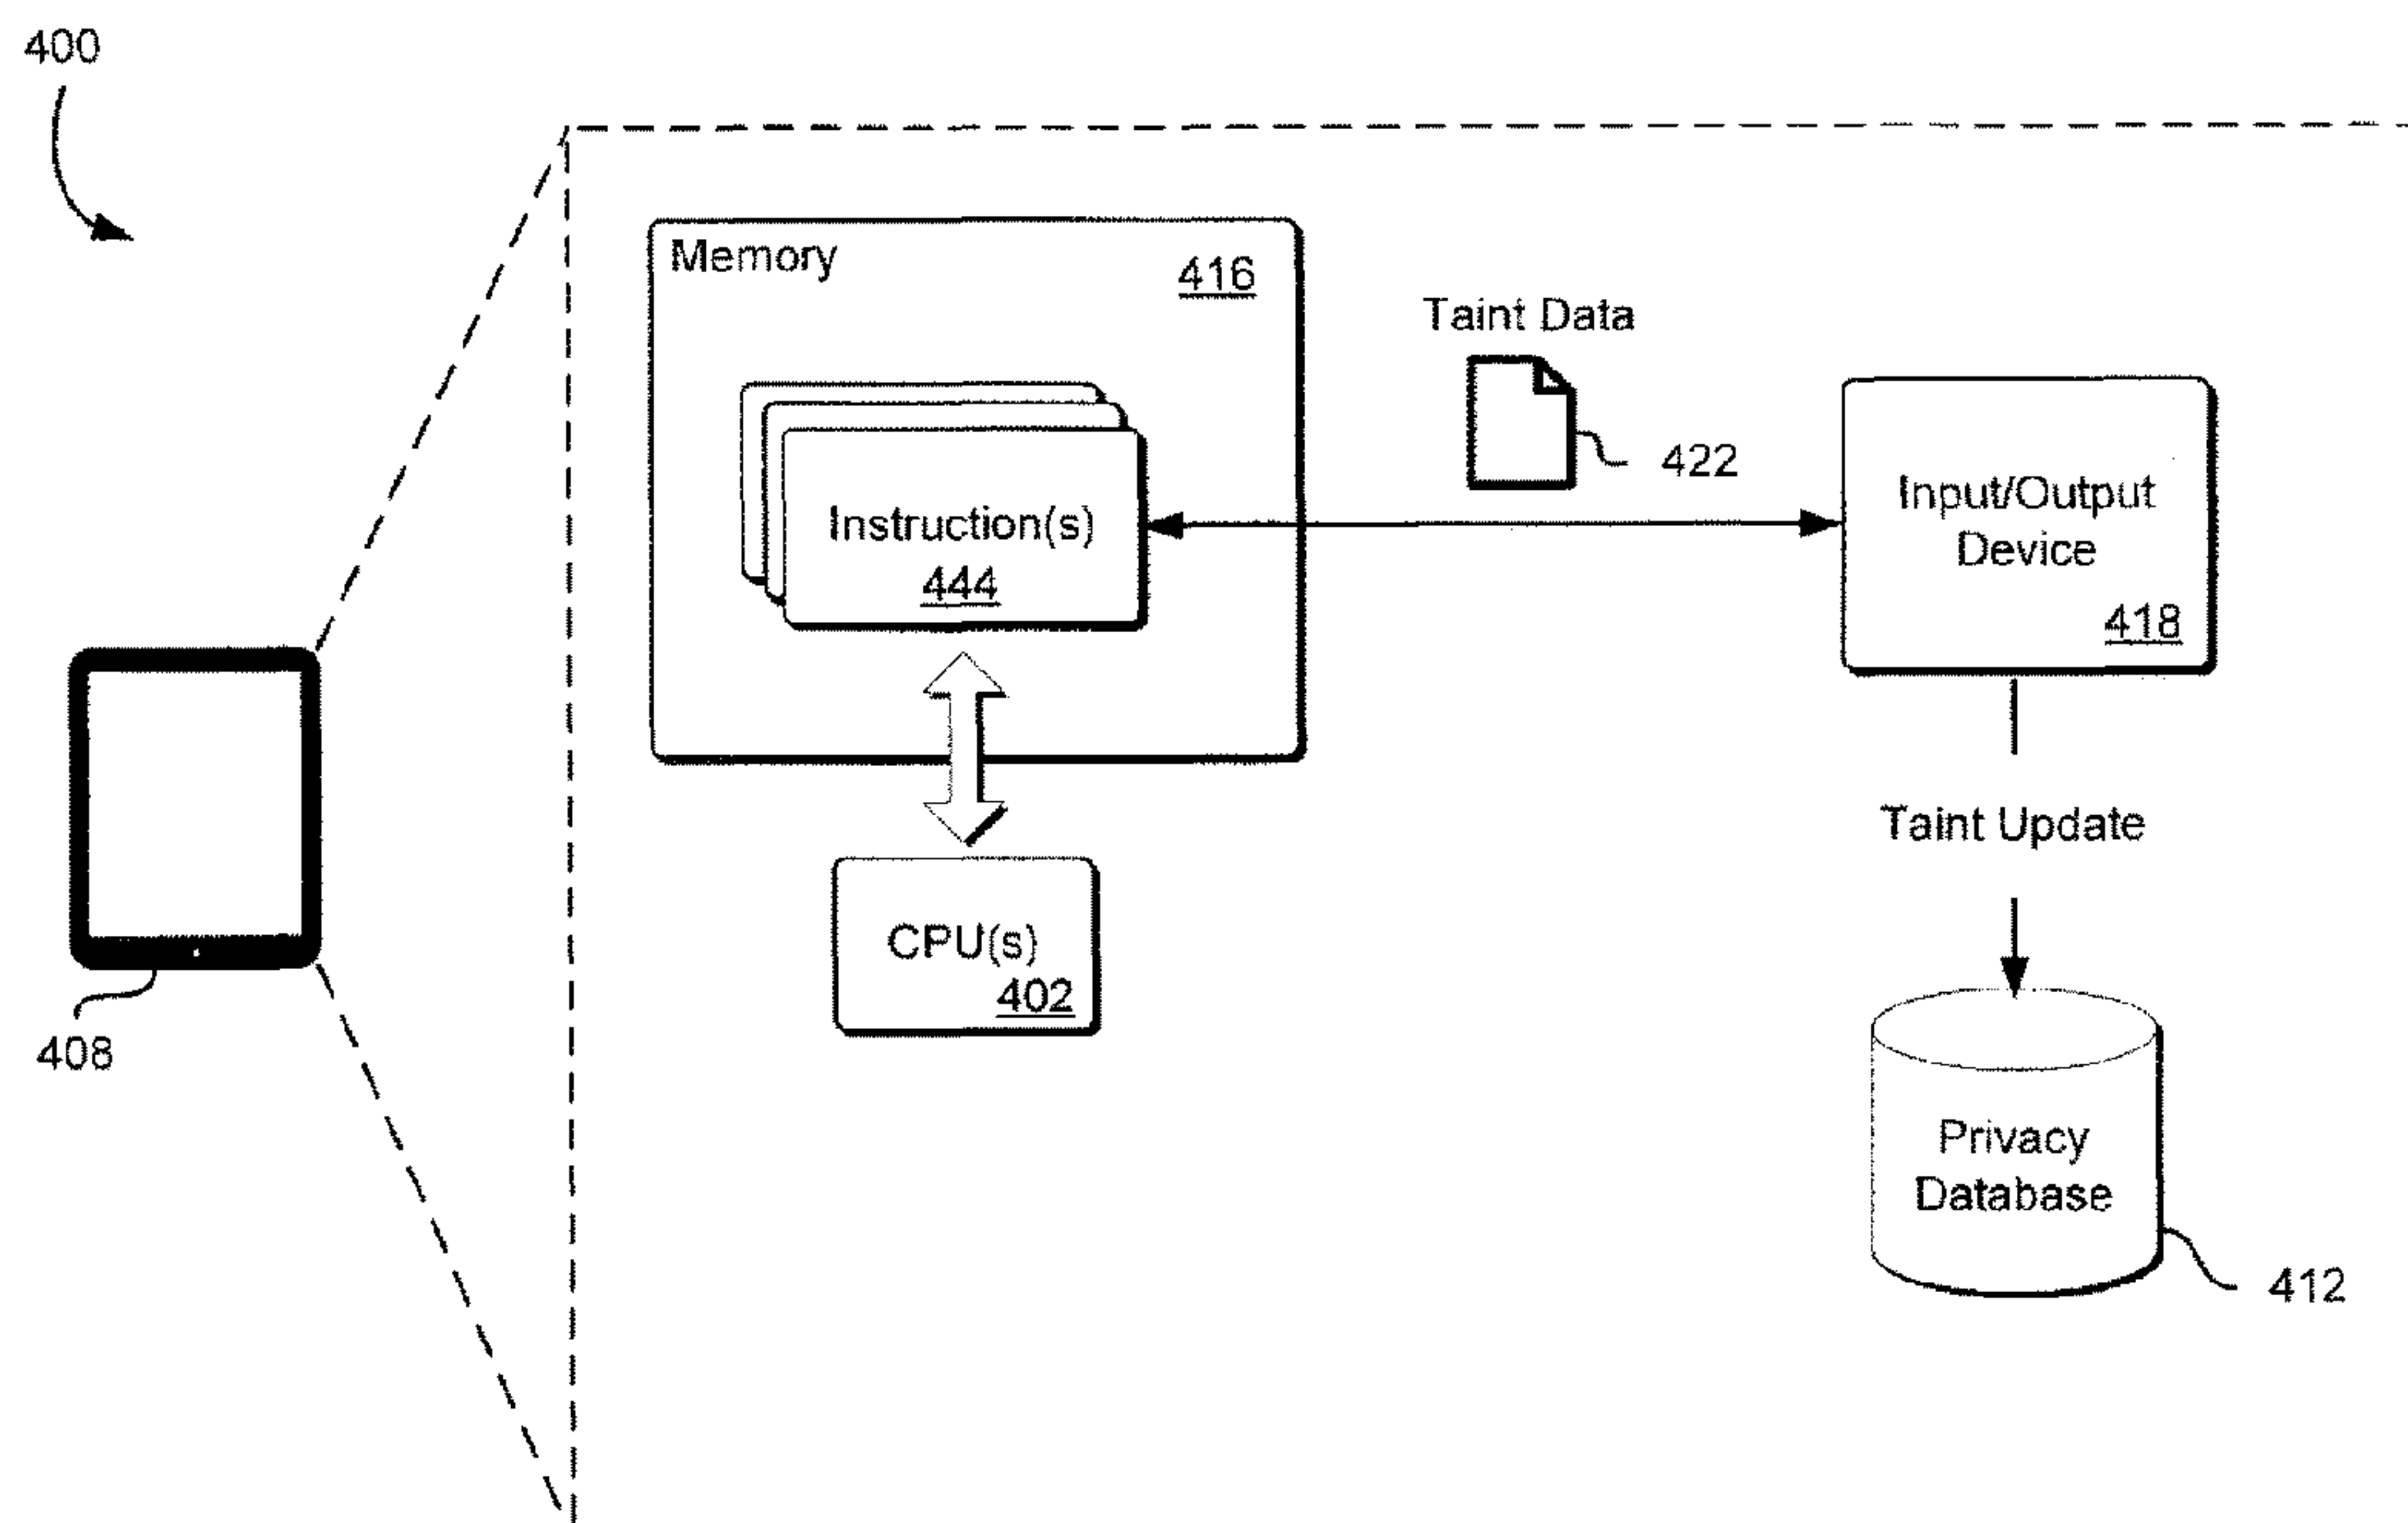 400
Memory
416
Taint Data
422
Instruction(s)
444
Input/Output
Device
418
Taint Update
CPU(s)
402
408
Privacy
Database
412